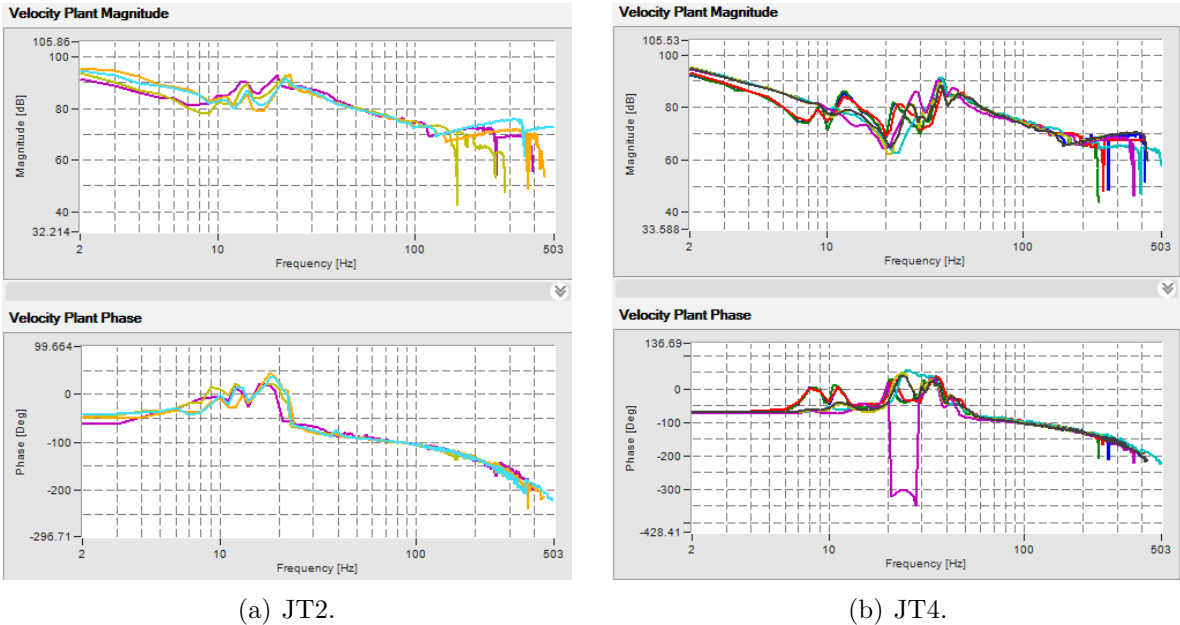 Velocity Plant Magnitude
105.86
100
80
60
40
32.214
Magnitude [dB]
2
10
100
503
Frequency [Hz]
Velocity Plant Phase
99.664
0
-100
-200
-296.71
Phase [Deg]
2
10
100
503
Frequency [Hz]
(a) JT2.
Velocity Plant Magnitude
105.53
100
80
60
40
33.588
Magnitude [dB]
2
10
100
503
Frequency [Hz]
Velocity Plant Phase
136.69
0
-100
-200
-300
-428.41
Phase [Deg]
2
10
100
503
Frequency [Hz]
(b) JT4.